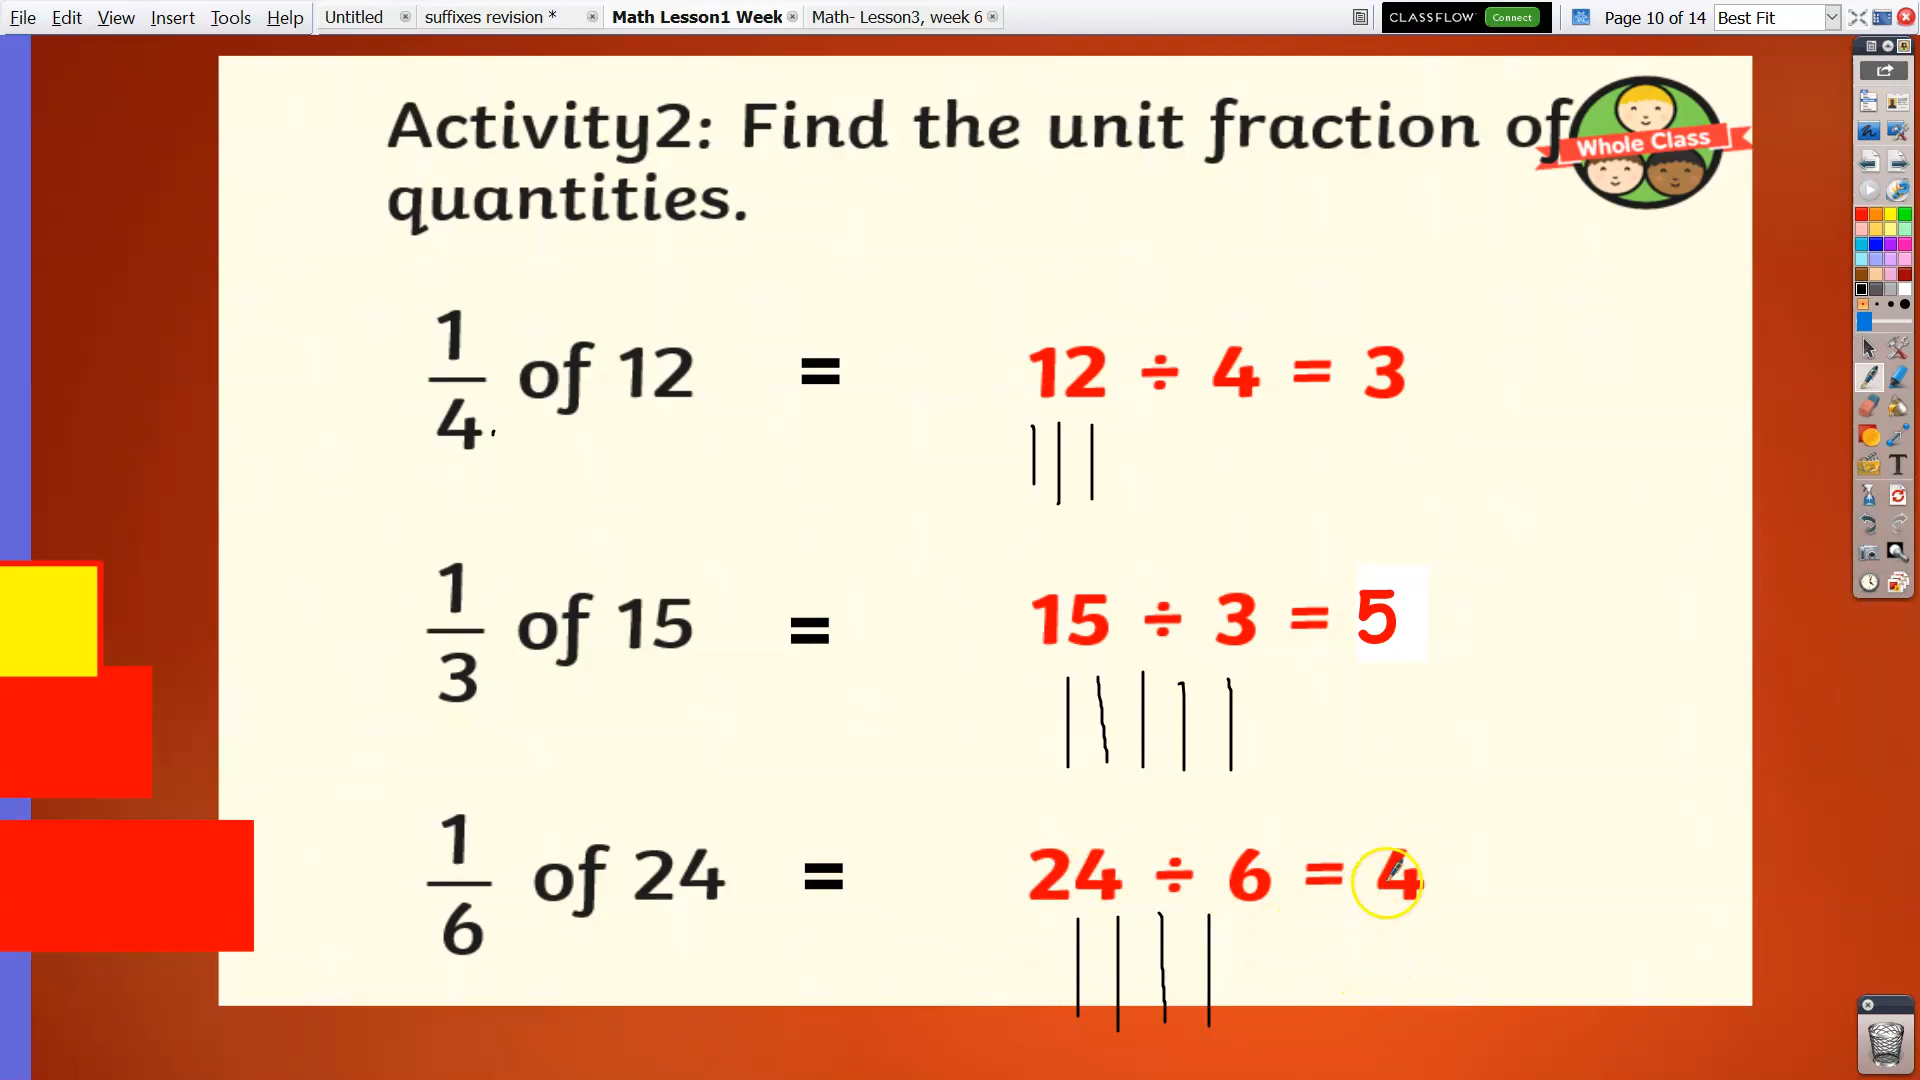 File Edit View Insert Tools Help Untitled suffixes revision * Math Lesson1 Week Math- Lesson3, week 6 CLASSFLOW Connect Page 10 of 14 Best Fit
Activity2: Find the unit fraction of
quantities.
Whole Class
1/4 of 12 = 12 ÷ 4 = 3
1/3 of 15 = 15 ÷ 3 = 5
1/6 of 24 = 24 ÷ 6 = 4